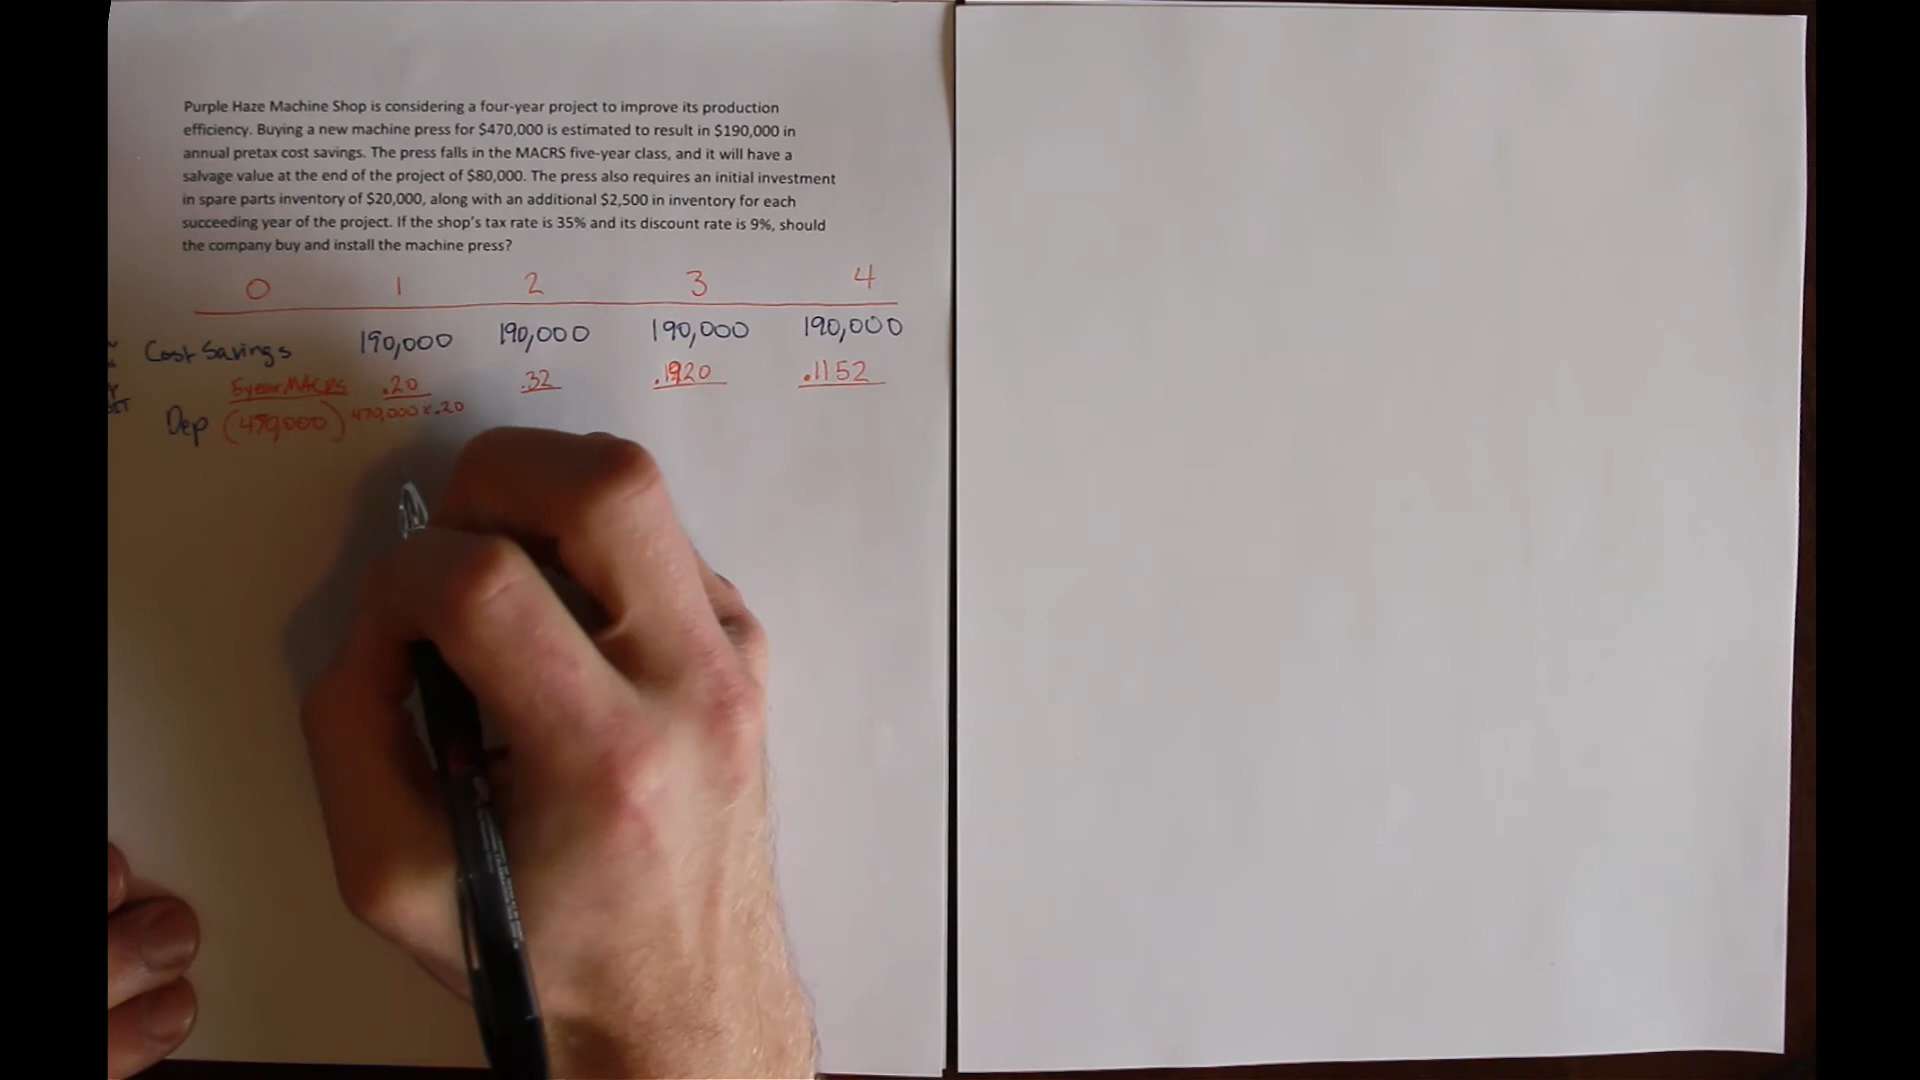 Purple Haze Machine Shop is considering a four-year project to improve its production
efficiency. Buying a new machine press for $470,000 is estimated to result in $190,000 in
annual pretax cost savings. The press falls in the MACRS five-year class, and it will have a
salvage value at the end of the project of $80,000. The press also requires an initial investment
in spare parts inventory of $20,000, along with an additional $2,500 in inventory for each
succeeding year of the project. If the shop's tax rate is 35% and its discount rate is 9%, should
the company buy and install the machine press?
0 1 2 3 4
Cost Savings 190,000 190,000 190,000 190,000
5year MACRS .20 .32 .1920 .1152
Dep (470,000) 470,000 x .20